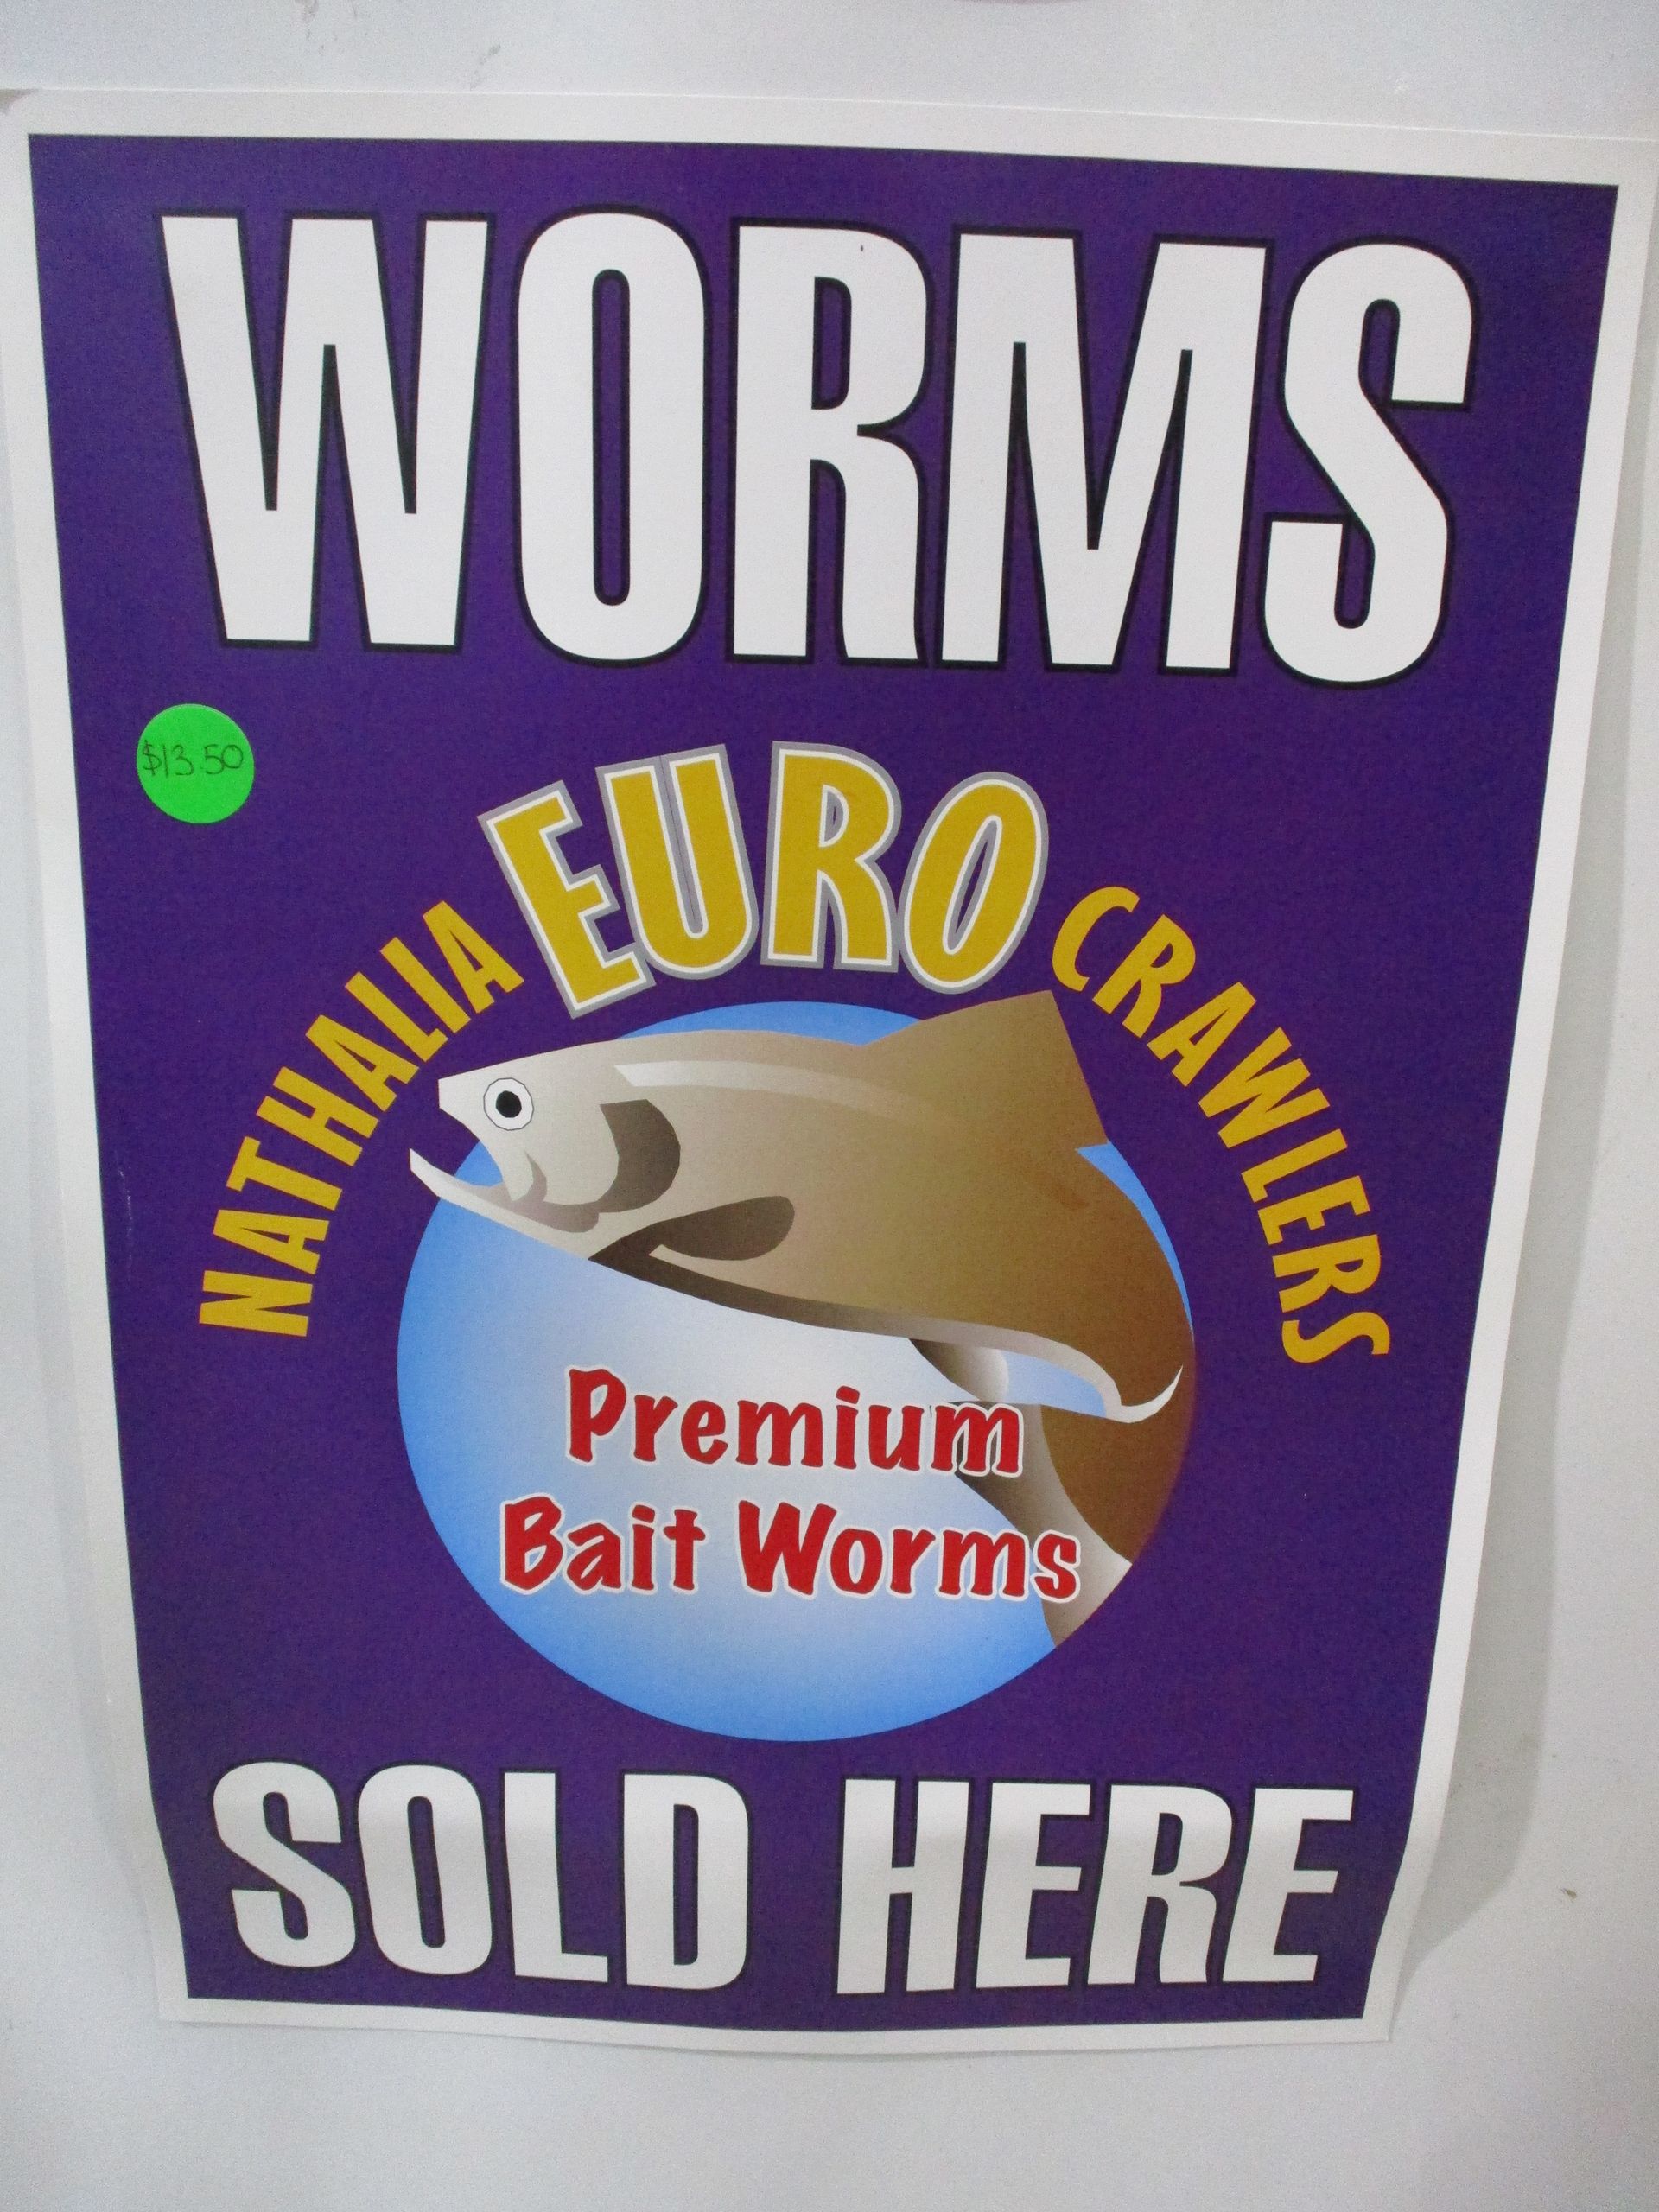 WORMS
$13.50
NATHALIA EURO CRAWLERS
Premium
Bait Worms
SOLD HERE